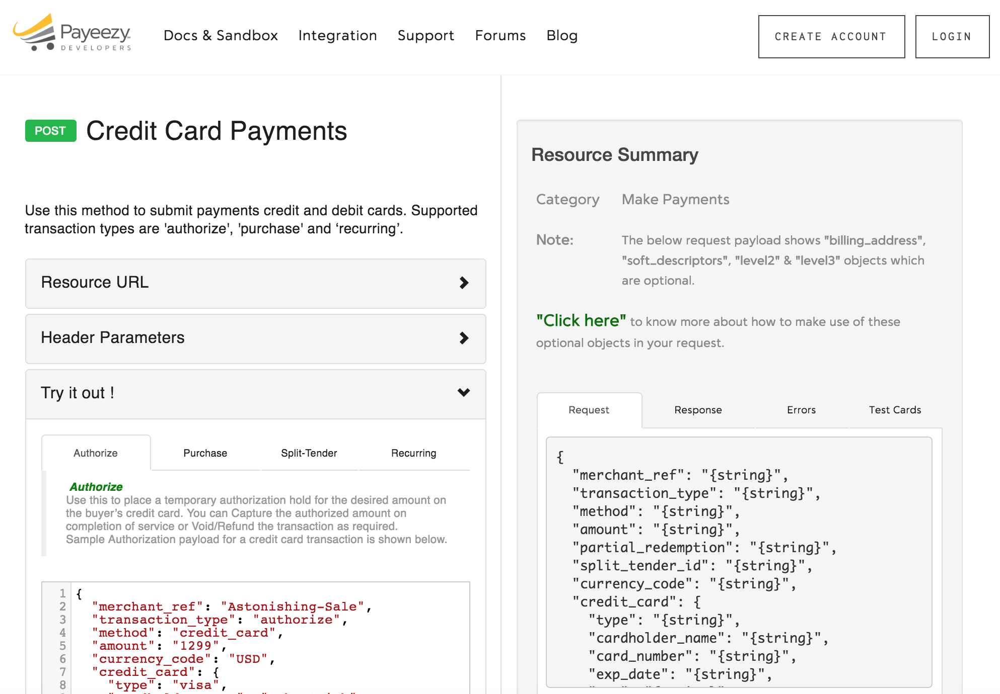 Payeezy
DEVELOPERS
Docs & Sandbox
Integration
Support
Forums
Blog
CREATE ACCOUNT
LOGIN
POST
Credit Card Payments
Use this method to submit payments credit and debit cards. Supported
transaction types are 'authorize', 'purchase' and ‘recurring’.
Resource URL
Header Parameters
Try it out !
Authorize
Purchase
Split-Tender
Recurring
Authorize
Use this to place a temporary authorization hold for the desired amount on
the buyer’s credit card. You can Capture the authorized amount on
completion of service or Void/Refund the transaction as required.
Sample Authorization payload for a credit card transaction is shown below.
1 {
2 "merchant_ref": "Astonishing-Sale",
3 "transaction_type": "authorize",
4 "method": "credit_card",
5 "amount": "1299",
6 "currency_code": "USD",
7 "credit_card": {
8 "type": "visa",
Resource Summary
Category Make Payments
Note: The below request payload shows "billing_address",
"soft_descriptors", "level2" & "level3" objects which
are optional.
"Click here" to know more about how to make use of these
optional objects in your request.
Request
Response
Errors
Test Cards
{
"merchant_ref": "{string}",
"transaction_type": "{string}",
"method": "{string}",
"amount": "{string}",
"partial_redemption": "{string}",
"split_tender_id": "{string}",
"currency_code": "{string}",
"credit_card": {
"type": "{string}",
"cardholder_name": "{string}",
"card_number": "{string}",
"exp_date": "{string}",